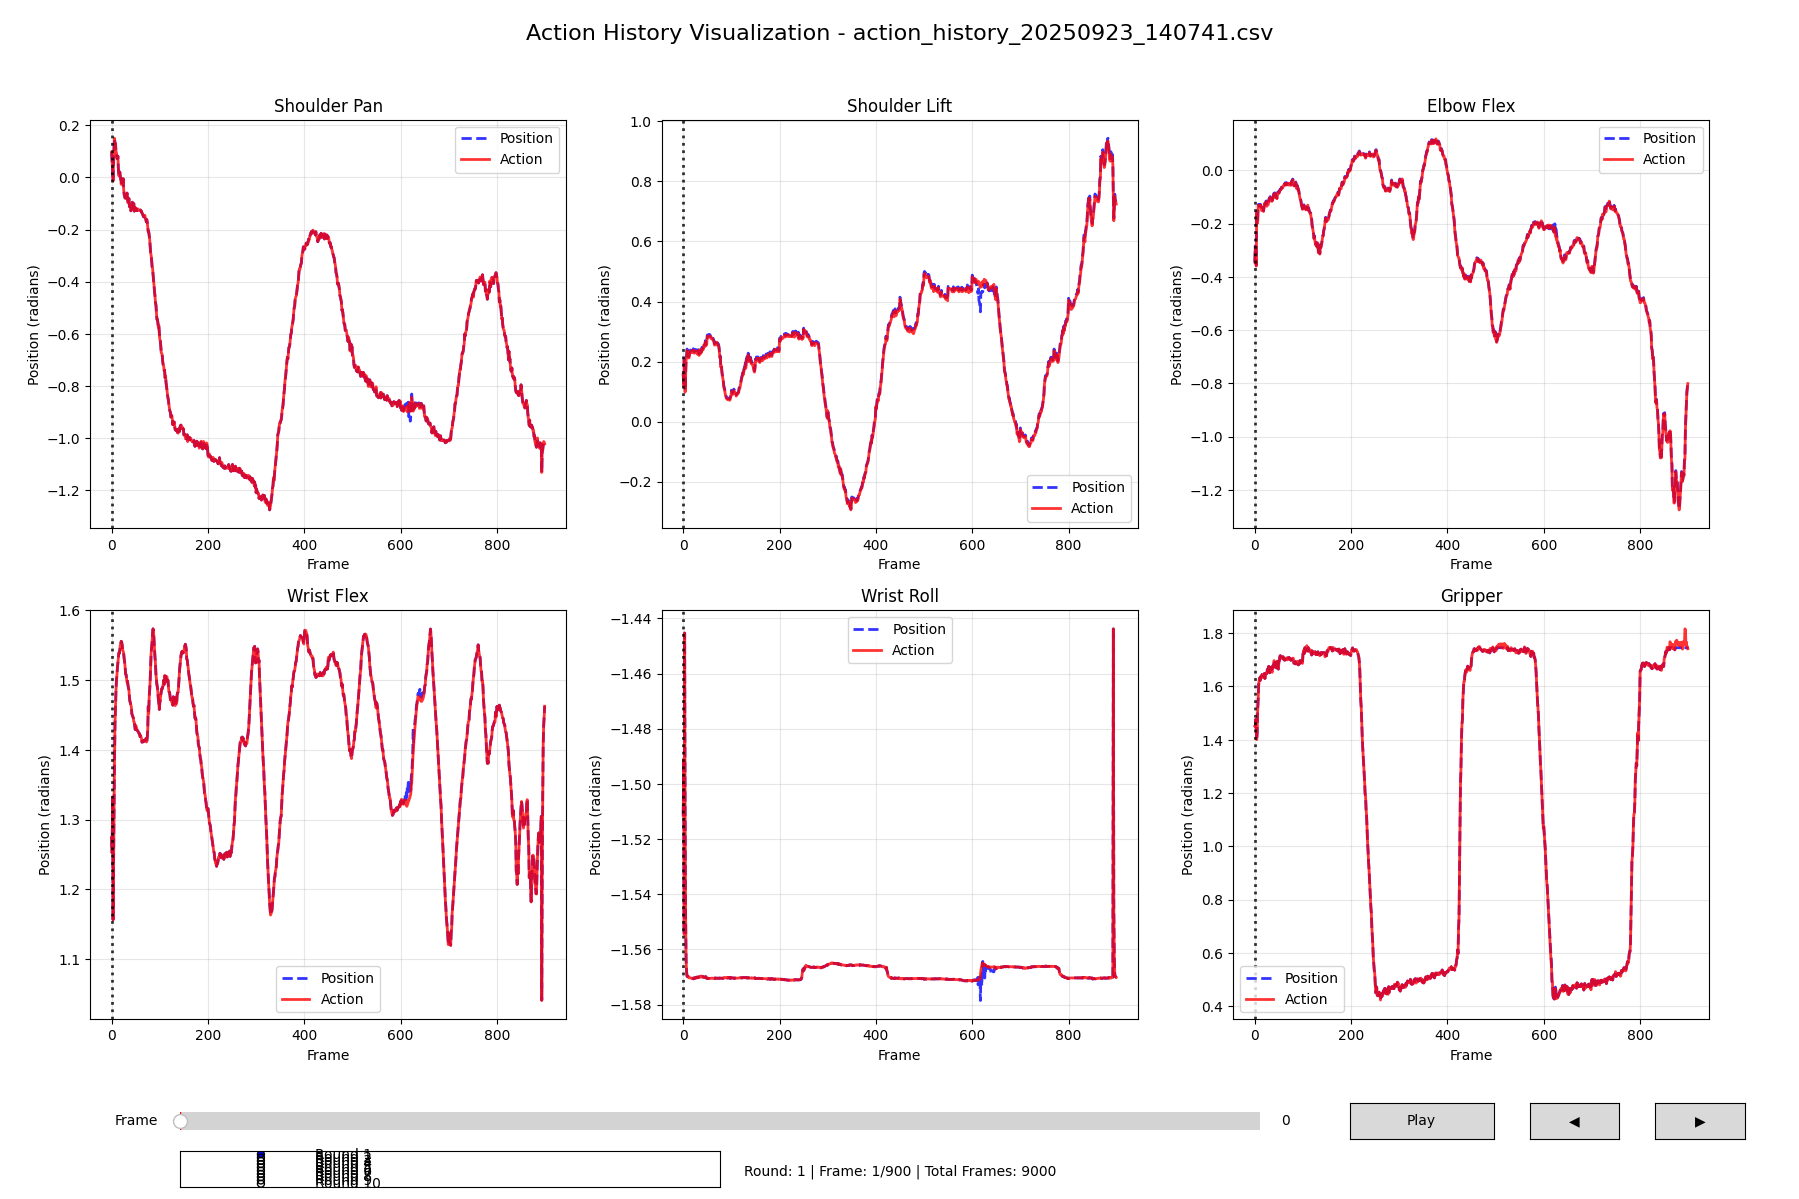 Action History Visualization - action_history_20250923_140741.csv
Shoulder Pan
Position (radians)
0.2
0.0
−0.2
−0.4
−0.6
−0.8
−1.0
−1.2
Position
Action
0 200 400 600 800
Frame
Shoulder Lift
Position (radians)
1.0
0.8
0.6
0.4
0.2
0.0
−0.2
Position
Action
0 200 400 600 800
Frame
Elbow Flex
Position (radians)
0.0
−0.2
−0.4
−0.6
−0.8
−1.0
−1.2
Position
Action
0 200 400 600 800
Frame
Wrist Flex
Position (radians)
1.6
1.5
1.4
1.3
1.2
1.1
Position
Action
0 200 400 600 800
Frame
Wrist Roll
Position (radians)
−1.44
−1.46
−1.48
−1.50
−1.52
−1.54
−1.56
−1.58
Position
Action
0 200 400 600 800
Frame
Gripper
Position (radians)
1.8
1.6
1.4
1.2
1.0
0.8
0.6
0.4
Position
Action
0 200 400 600 800
Frame
Frame 0 Play ◀ ▶
Round 10
Round: 1 | Frame: 1/900 | Total Frames: 9000